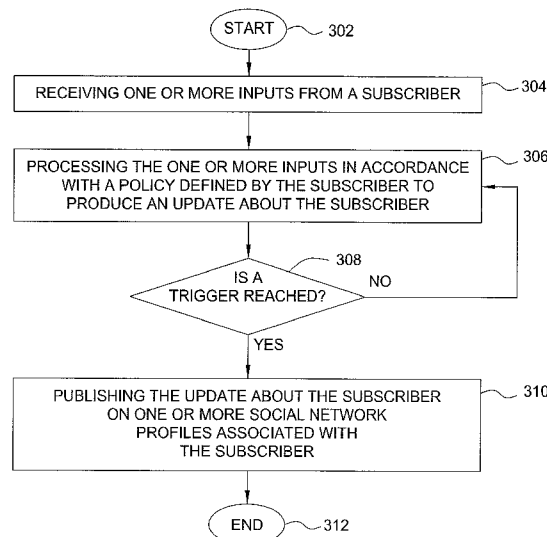 START
302
RECEIVING ONE OR MORE INPUTS FROM A SUBSCRIBER
304
PROCESSING THE ONE OR MORE INPUTS IN ACCORDANCE
WITH A POLICY DEFINED BY THE SUBSCRIBER TO
PRODUCE AN UPDATE ABOUT THE SUBSCRIBER
306
IS A
TRIGGER REACHED?
308
NO
YES
PUBLISHING THE UPDATE ABOUT THE SUBSCRIBER
ON ONE OR MORE SOCIAL NETWORK
PROFILES ASSOCIATED WITH
THE SUBSCRIBER
310
END
312